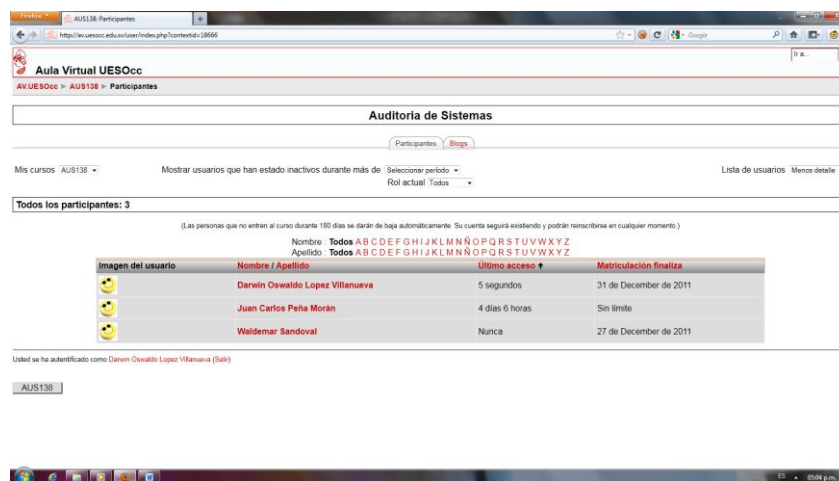 Firefox
AUS138: Participantes
http://av.uesocc.edu.sv/user/index.php?contextid=18666
Google
Ir a...
Aula Virtual UESOcc
AV.UESOcc ► AUS138 ► Participantes
Auditoria de Sistemas
Participantes Blogs
Mis cursos AUS138 Mostrar usuarios que han estado inactivos durante más de Seleccionar período Lista de usuarios Menos detalle
Rol actual Todos
Todos los participantes: 3
(Las personas que no entren al curso durante 180 días se darán de baja automáticamente. Su cuenta seguirá existiendo y podrán reinscribirse en cualquier momento.)
Nombre : Todos A B C D E F G H I J K L M N Ñ O P Q R S T U V W X Y Z
Apellido : Todos A B C D E F G H I J K L M N Ñ O P Q R S T U V W X Y Z
Imagen del usuario Nombre / Apellido Último acceso ↑ Matriculación finaliza
Darwin Oswaldo Lopez Villanueva 5 segundos 31 de December de 2011
Juan Carlos Peña Morán 4 días 6 horas Sin límite
Waldemar Sandoval Nunca 27 de December de 2011
Usted se ha autentificado como Darwin Oswaldo Lopez Villanueva (Salir)
AUS138
ES 05:04 p.m.